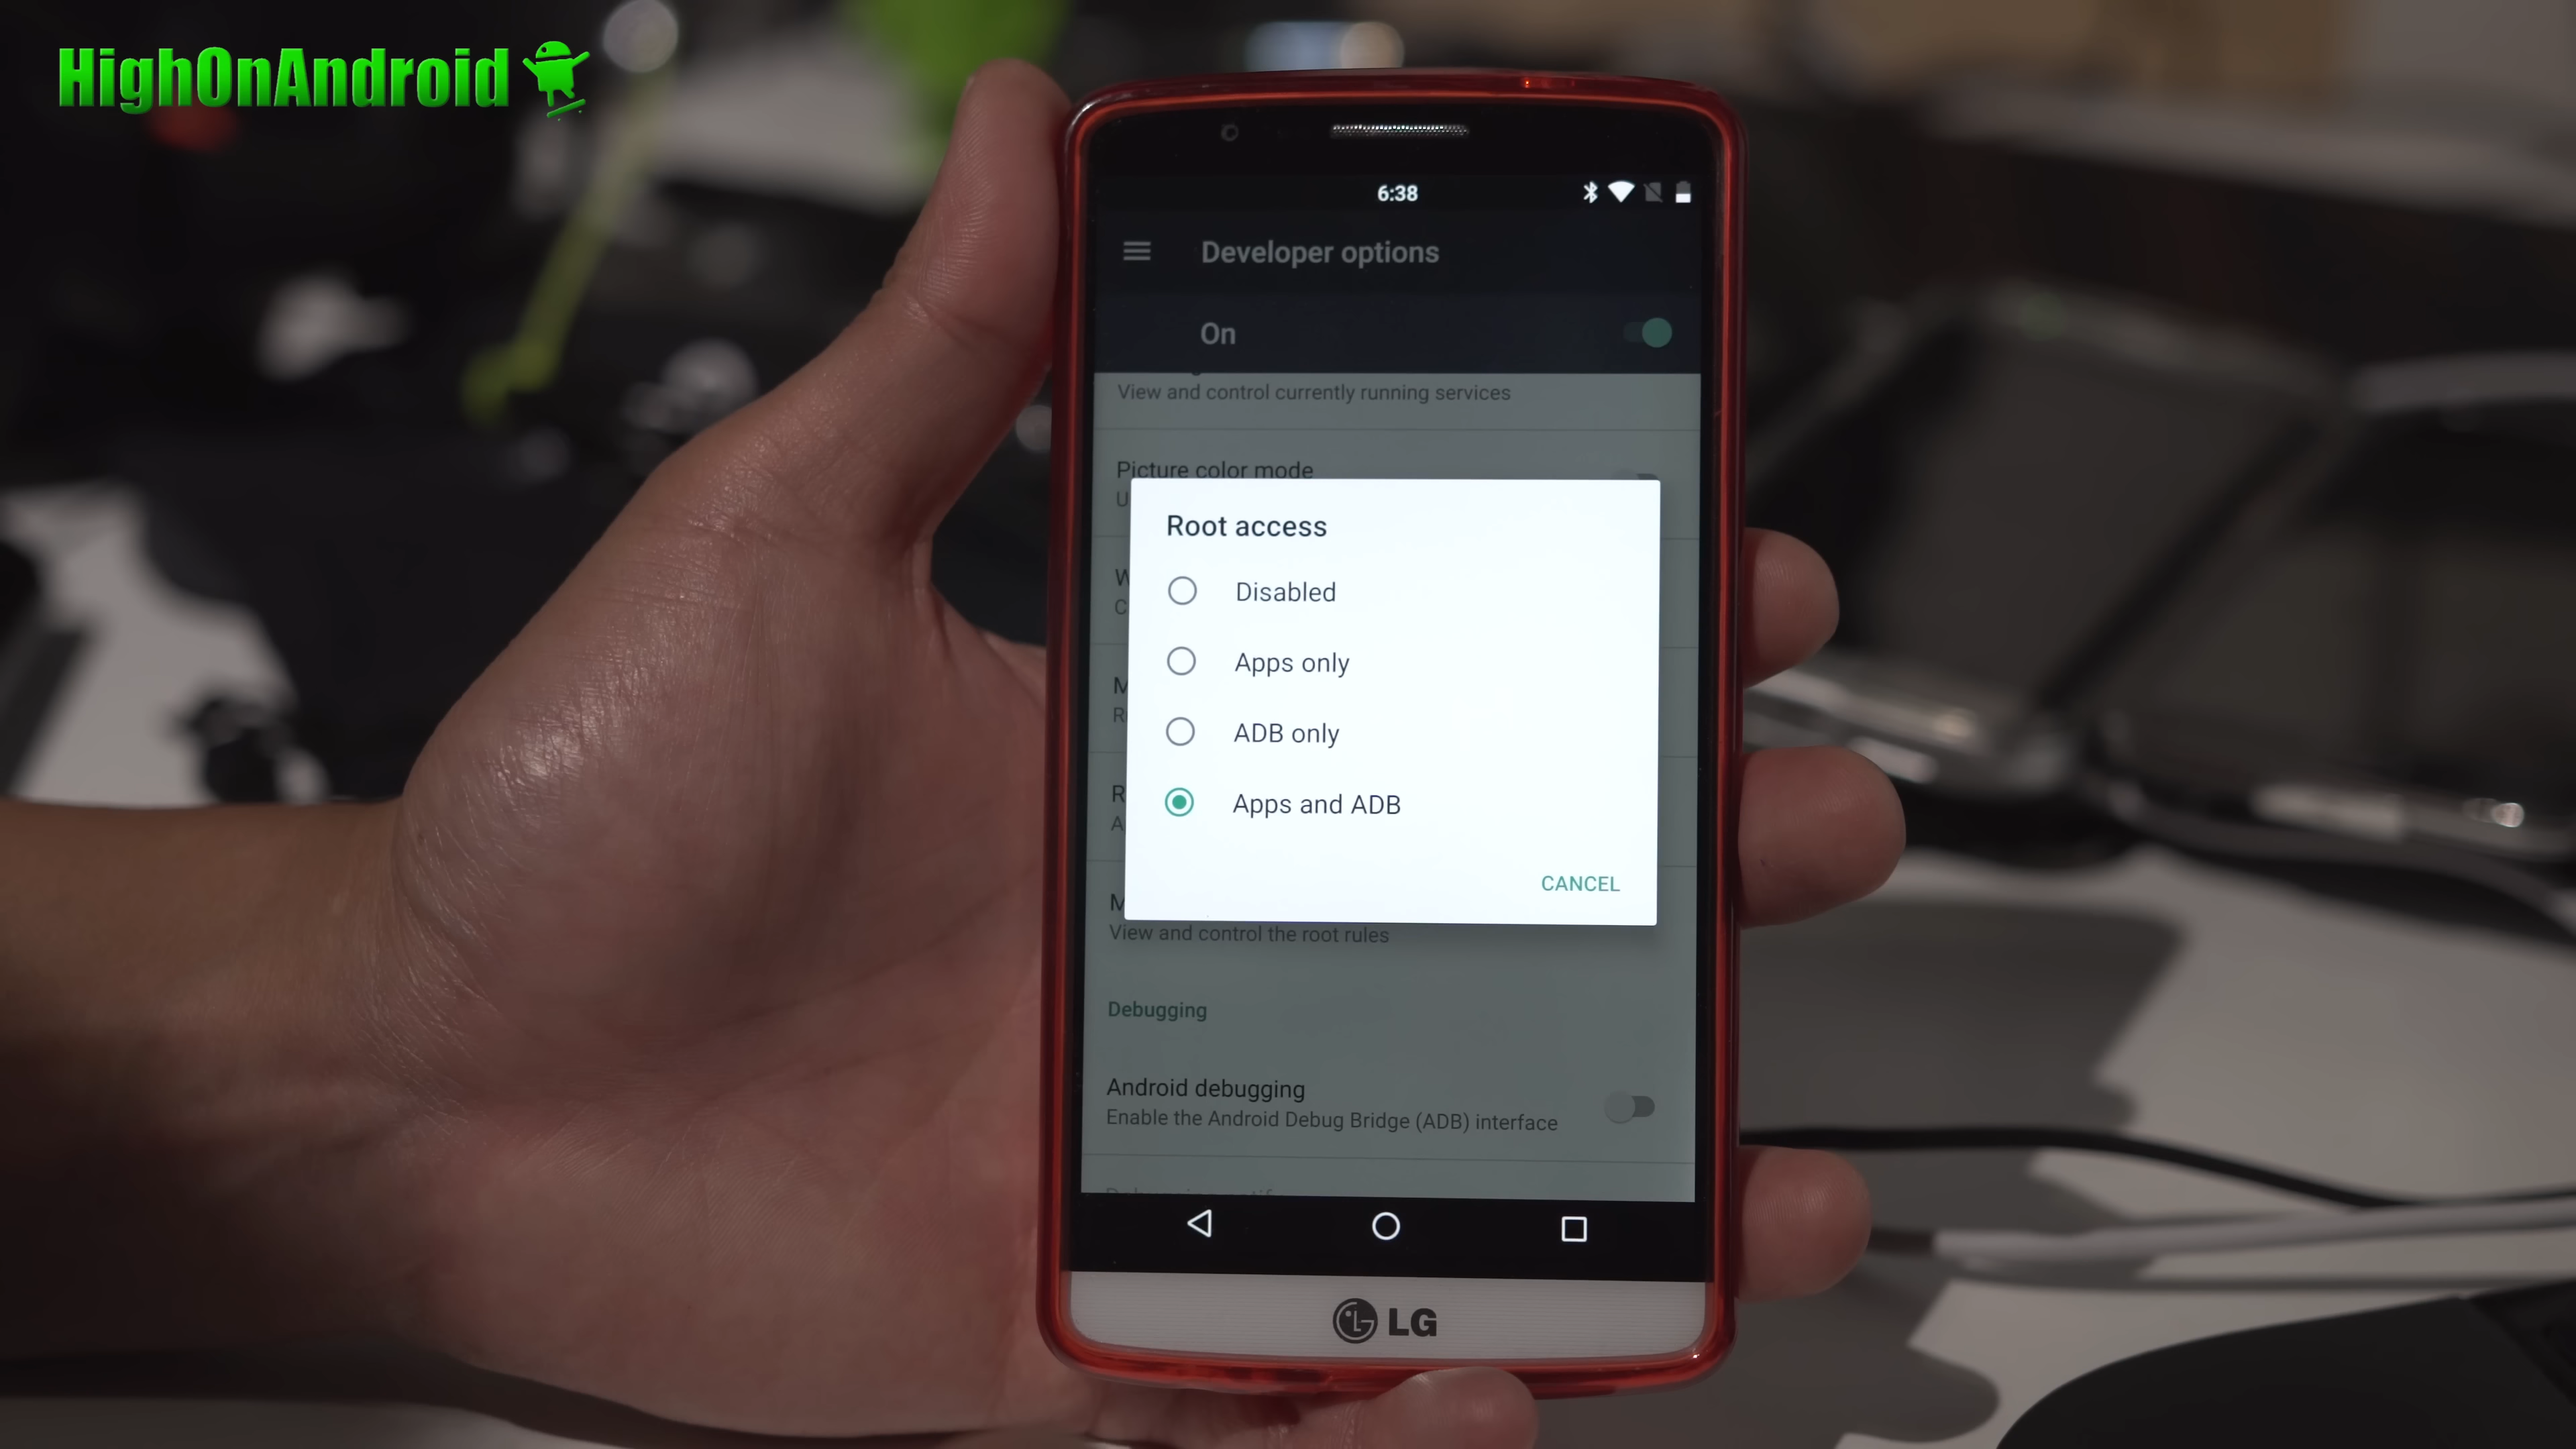 HighOnAndroid
6:38
Developer options
On
View and control currently running services
Picture color mode
Root access
Disabled
Apps only
ADB only
Apps and ADB
CANCEL
View and control the root rules
Debugging
Android debugging
Enable the Android Debug Bridge (ADB) interface
LG